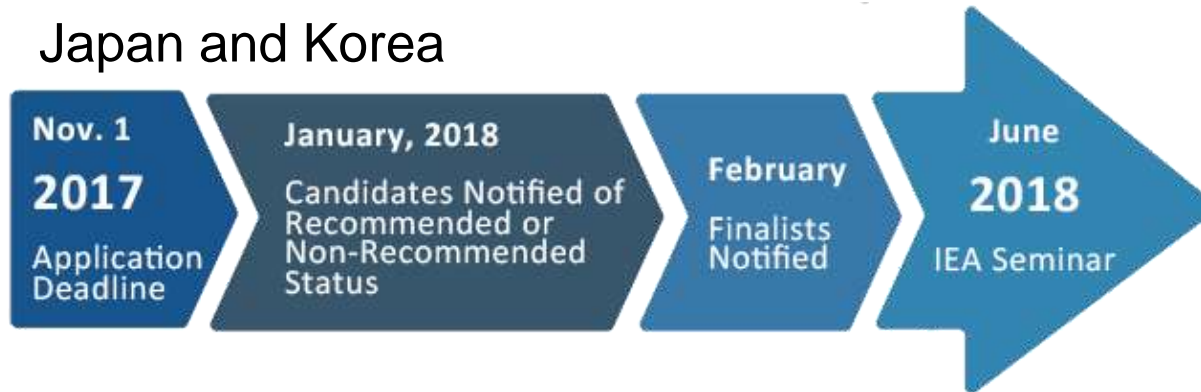 Japan and Korea
Nov. 1
2017
Application
Deadline
January, 2018
Candidates Notified of
Recommended or
Non-Recommended
Status
February
Finalists
Notified
June
2018
IEA Seminar